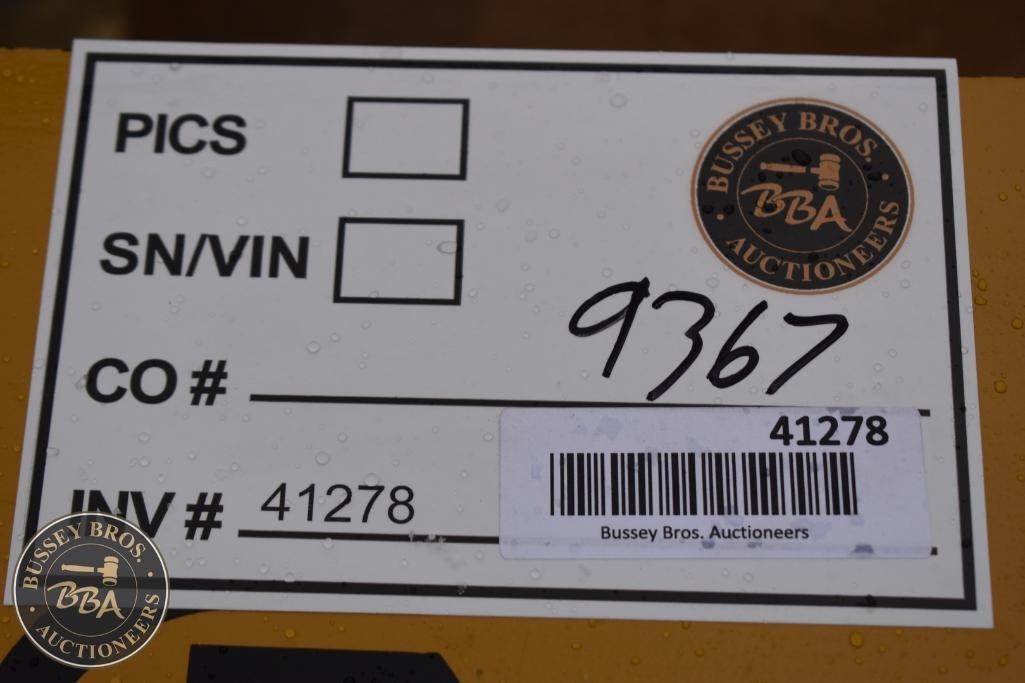 PICS
BUSSEY BROS.
BBA
AUCTIONEERS
SN/VIN
9367
CO #
41278
Bussey Bros. Auctioneers
INV # 41278
BUSSEY BROS.
BBA
AUCTIONEERS